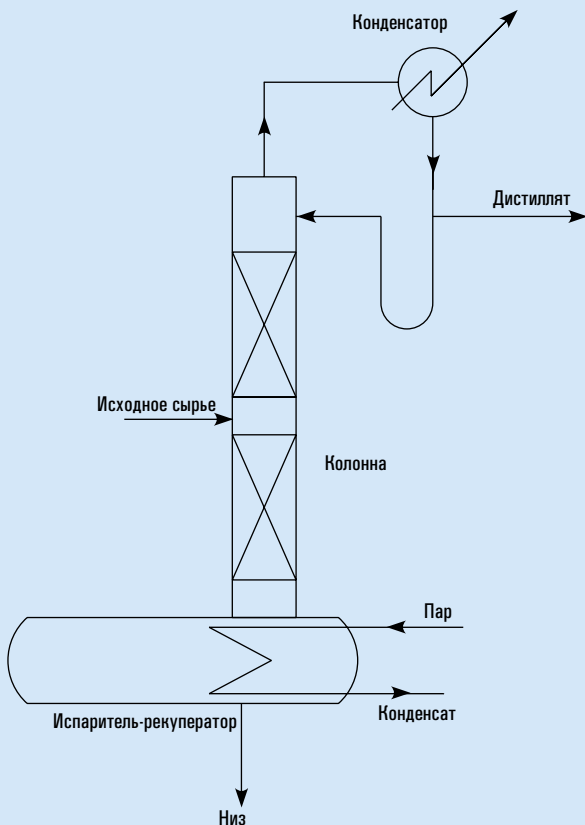 Конденсатор
Дистиллят
Исходное сырье
Колонна
Пар
Конденсат
Испаритель-рекуператор
Низ